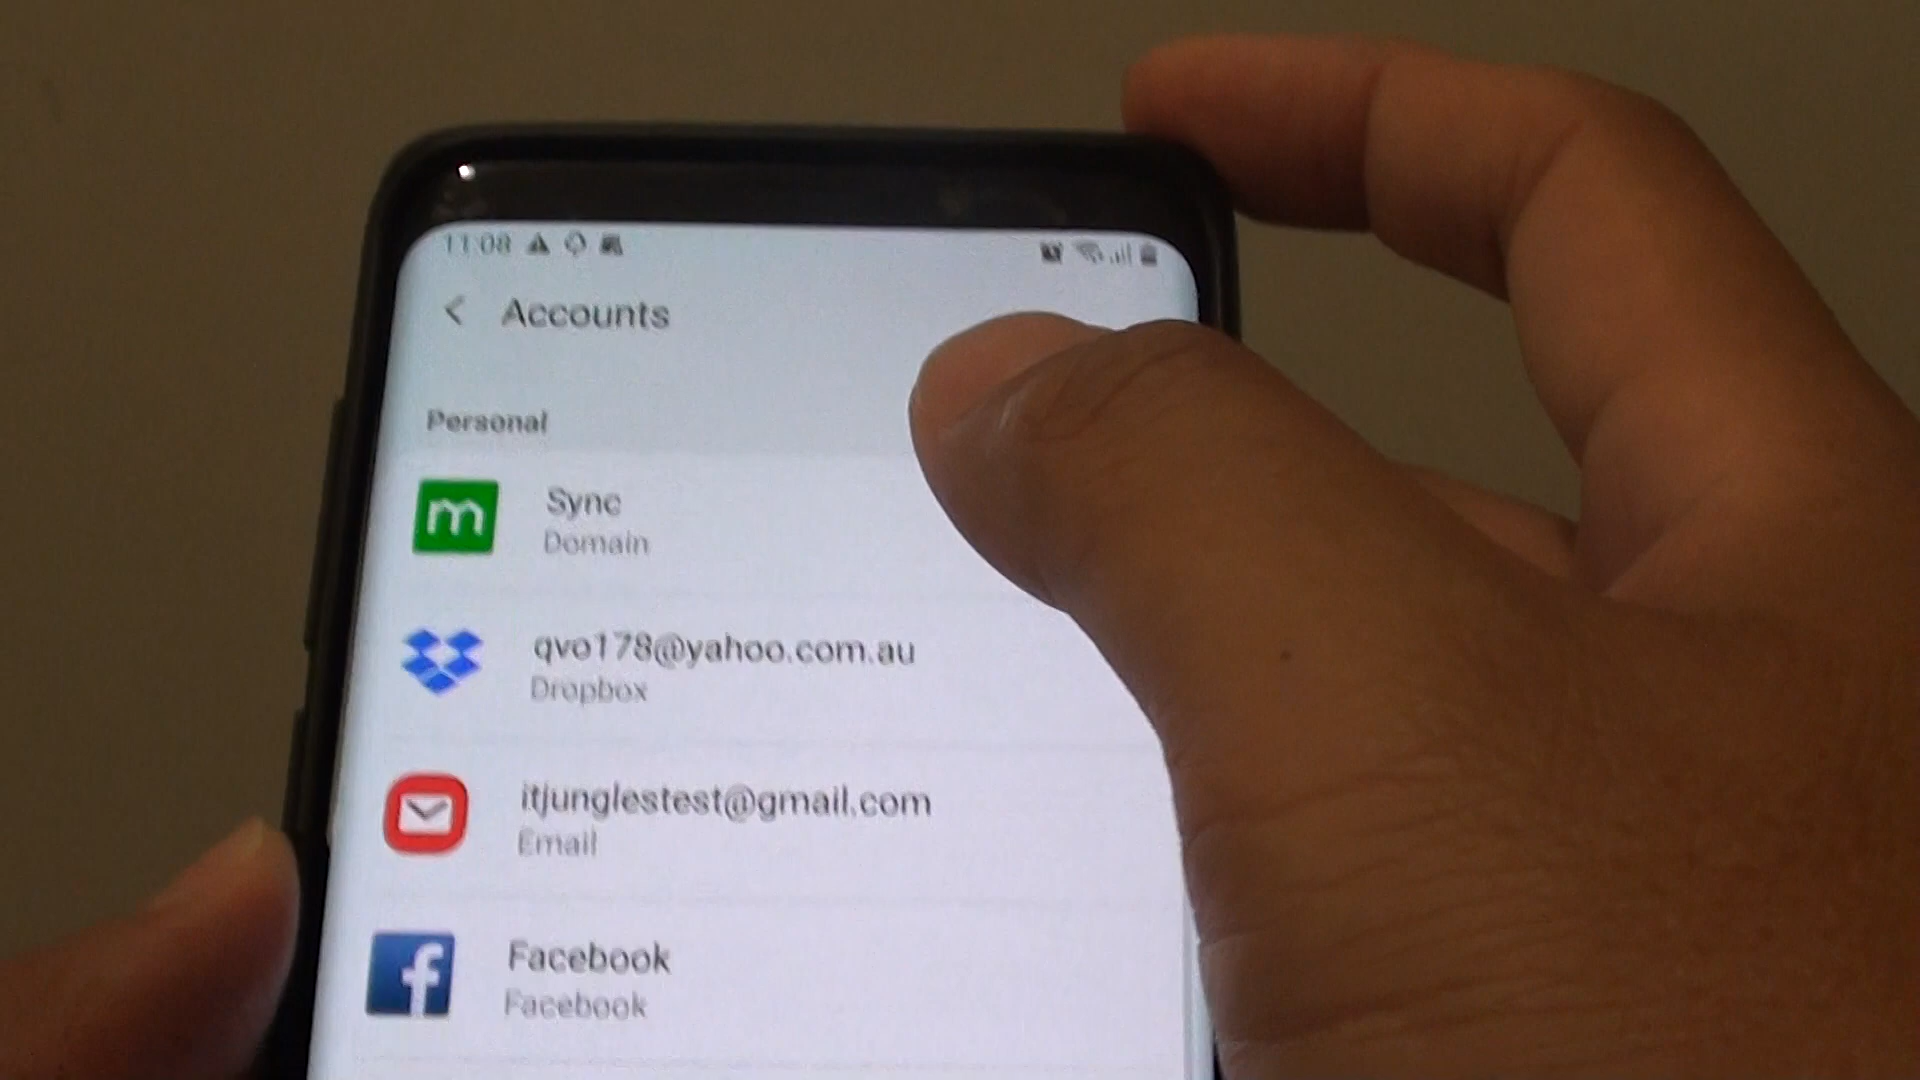 11:08
Accounts
Personal
m
Sync
Domain
qvo178@yahoo.com.au
Dropbox
itjunglestest@gmail.com
Email
f
Facebook
Facebook